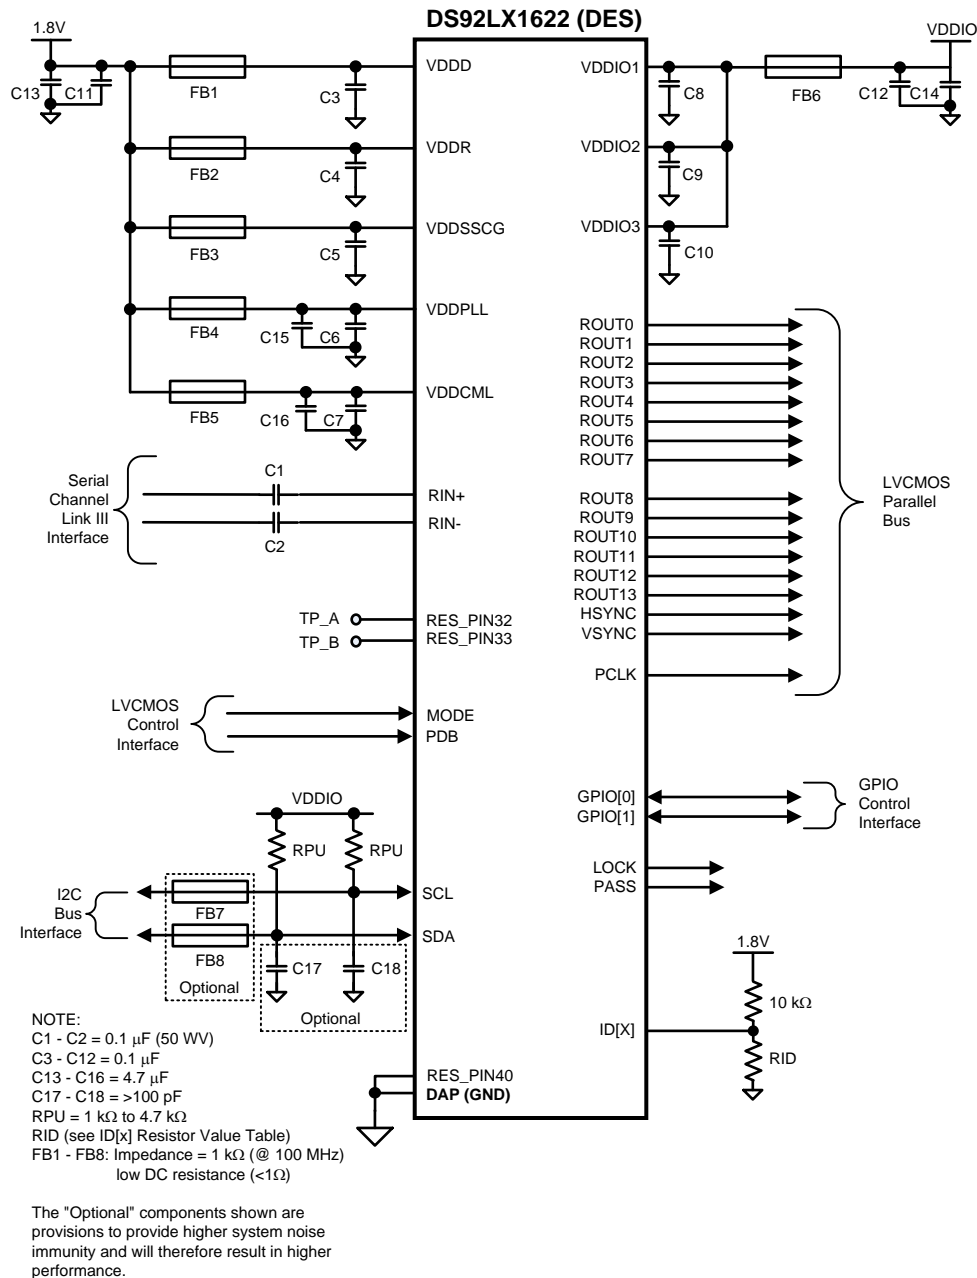 DS92LX1622 (DES)
1.8V
C13
C11
FB1
C3
VDDD
FB2
C4
VDDR
FB3
C5
VDDSSCG
FB4
C15
C6
VDDPLL
FB5
C16
C7
VDDCML
VDDIO
VDDIO1
C8
FB6
C12
C14
VDDIO2
C9
VDDIO3
C10
Serial
Channel
Link III
Interface
C1
C2
RIN+
RIN-
TP_A
TP_B
RES_PIN32
RES_PIN33
LVCMOS
Control
Interface
MODE
PDB
ROUT0
ROUT1
ROUT2
ROUT3
ROUT4
ROUT5
ROUT6
ROUT7
ROUT8
ROUT9
ROUT10
ROUT11
ROUT12
ROUT13
HSYNC
VSYNC
PCLK
LVCMOS
Parallel
Bus
GPIO[0]
GPIO[1]
GPIO
Control
Interface
LOCK
PASS
VDDIO
RPU
RPU
I2C
Bus
Interface
FB7
FB8
Optional
SCL
SDA
C17
C18
Optional
1.8V
10 kΩ
ID[X]
RID
RES_PIN40
DAP (GND)
NOTE:
C1 - C2 = 0.1 μF (50 WV)
C3 - C12 = 0.1 μF
C13 - C16 = 4.7 μF
C17 - C18 = >100 pF
RPU = 1 kΩ to 4.7 kΩ
RID (see ID[x] Resistor Value Table)
FB1 - FB8: Impedance = 1 kΩ (@ 100 MHz)
low DC resistance (<1Ω)
The "Optional" components shown are
provisions to provide higher system noise
immunity and will therefore result in higher
performance.